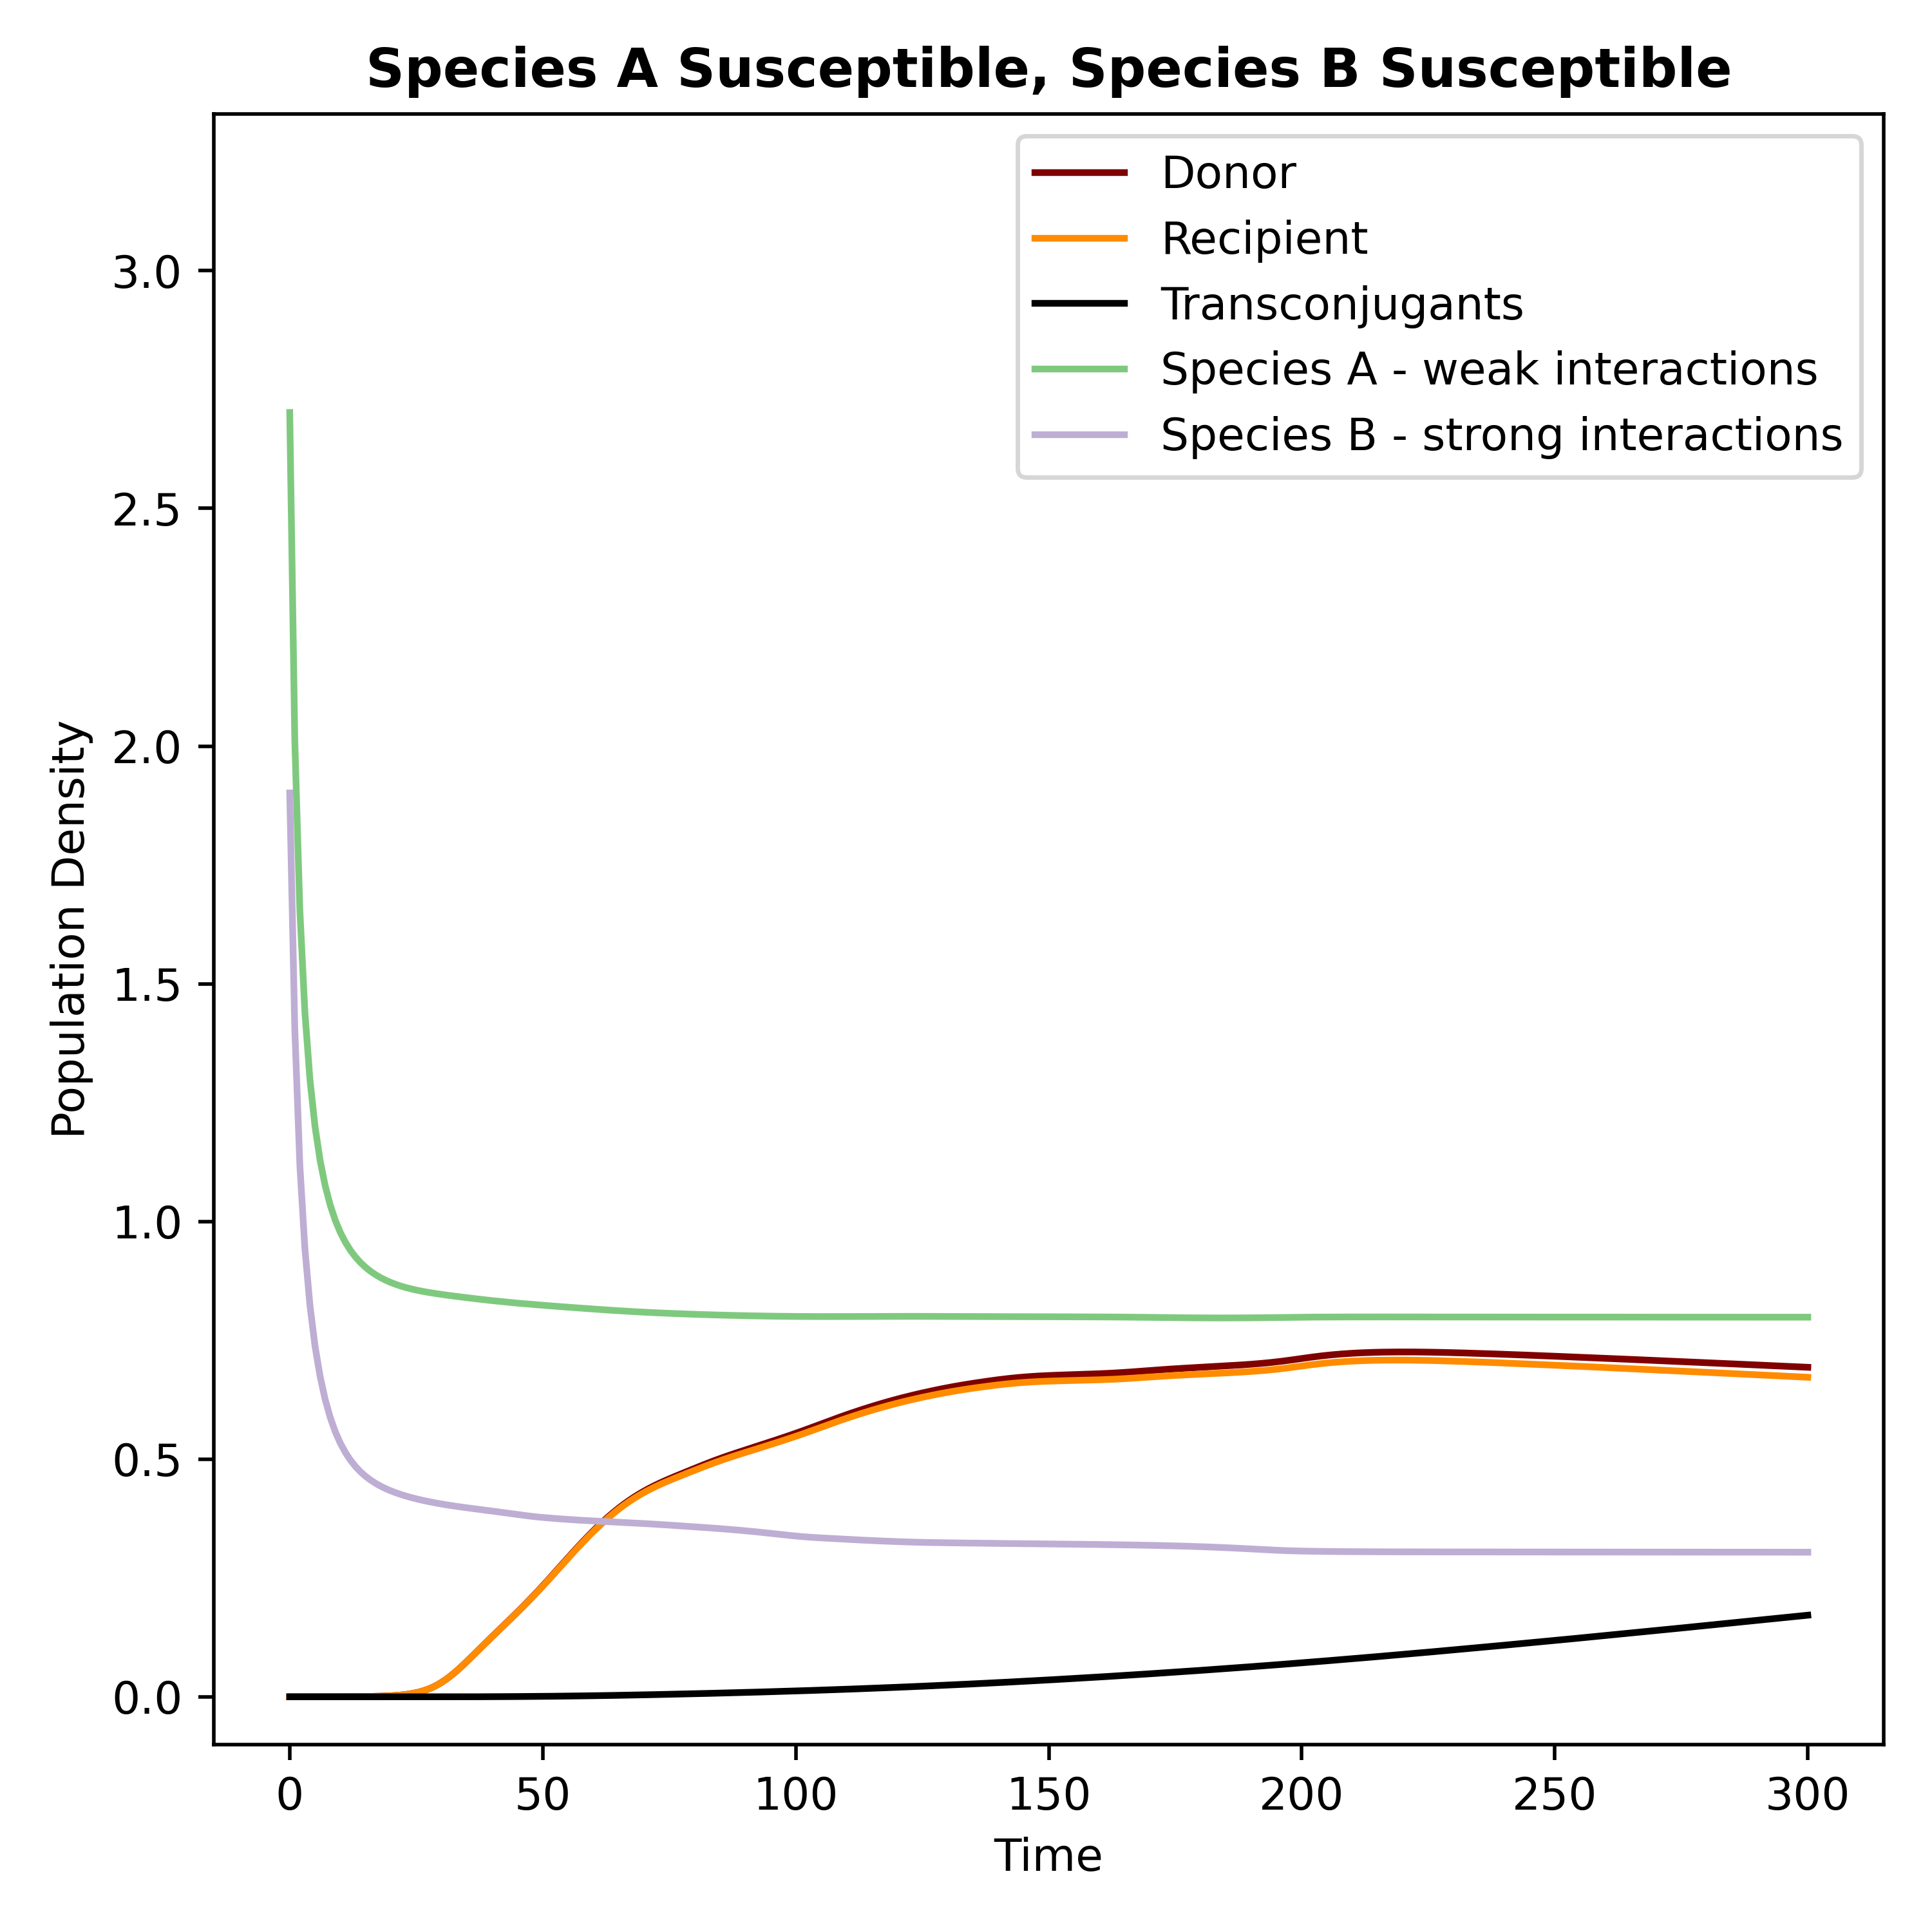 Species A Susceptible, Species B Susceptible
Donor
Recipient
Transconjugants
Species A - weak interactions
Species B - strong interactions
Population Density
3.0
2.5
2.0
1.5
1.0
0.5
0.0
0 50 100 150 200 250 300
Time